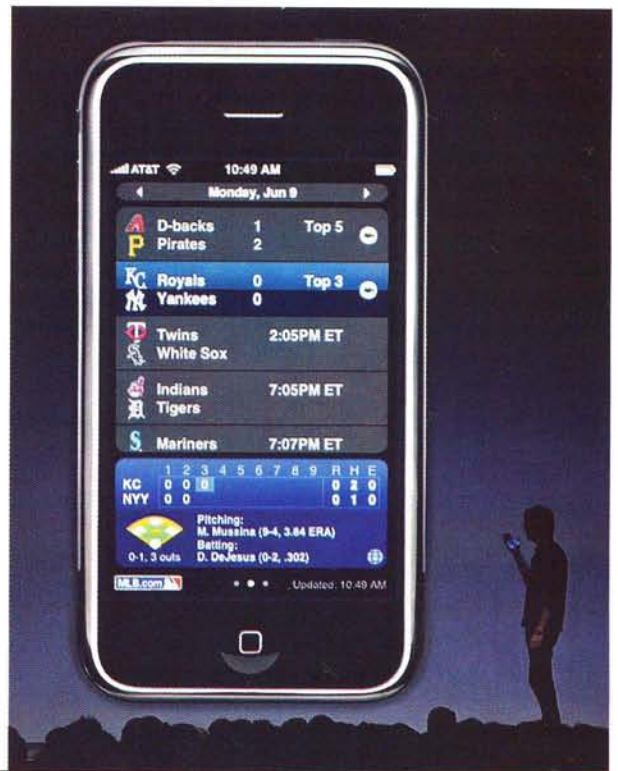 AT&T 10:49 AM
Monday, Jun 9
D-backs 1 Top 5
Pirates 2
Royals 0 Top 3
Yankees 0
Twins 2:05PM ET
White Sox
Indians 7:05PM ET
Tigers
Mariners 7:07PM ET
1 2 3 4 5 6 7 8 9 R H E
KC 0 0 0 0 2 0
NYY 0 0 0 1 0
Pitching:
M. Mussina (9-4, 3.84 ERA)
Batting:
0-1, 3 outs D. DeJesus (0-2, .302)
MLB.com Updated: 10:49 AM